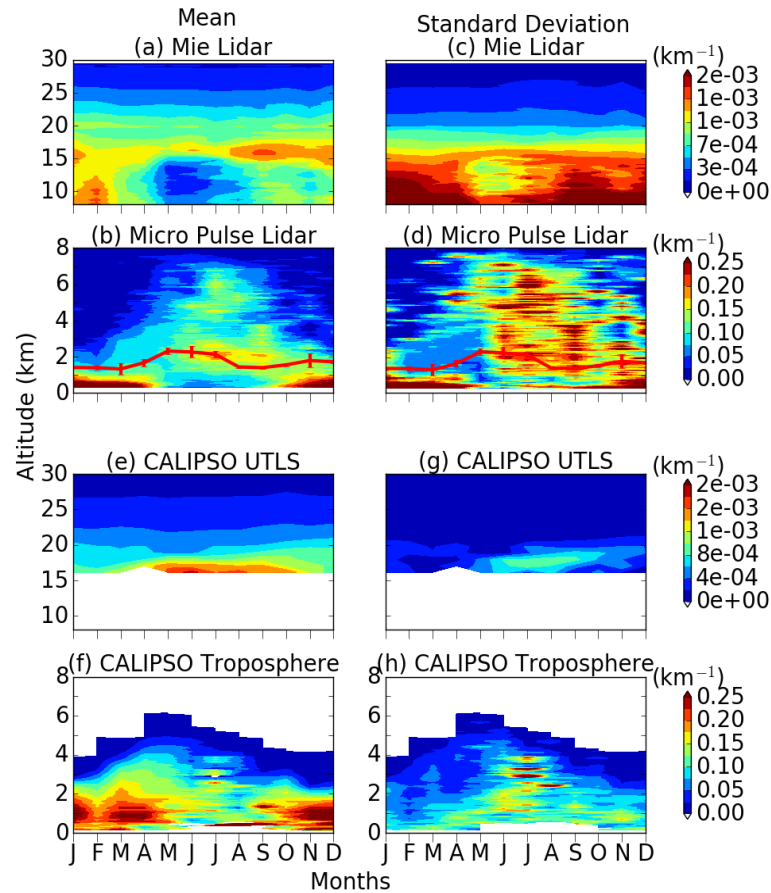 Mean
Standard Deviation
(a) Mie Lidar
(c) Mie Lidar
(km⁻¹)
30
25
20
15
10
2e-03
1e-03
1e-03
7e-04
3e-04
0e+00
(b) Micro Pulse Lidar
(d) Micro Pulse Lidar
(km⁻¹)
8
6
4
2
0
0.25
0.20
0.15
0.10
0.05
0.00
Altitude (km)
(e) CALIPSO UTLS
(g) CALIPSO UTLS
(km⁻¹)
30
25
20
15
10
2e-03
2e-03
1e-03
8e-04
4e-04
0e+00
(f) CALIPSO Troposphere
(h) CALIPSO Troposphere
(km⁻¹)
8
6
4
2
0
0.25
0.20
0.15
0.10
0.05
0.00
J F M A M J J A S O N D
J F M A M J J A S O N D
Months